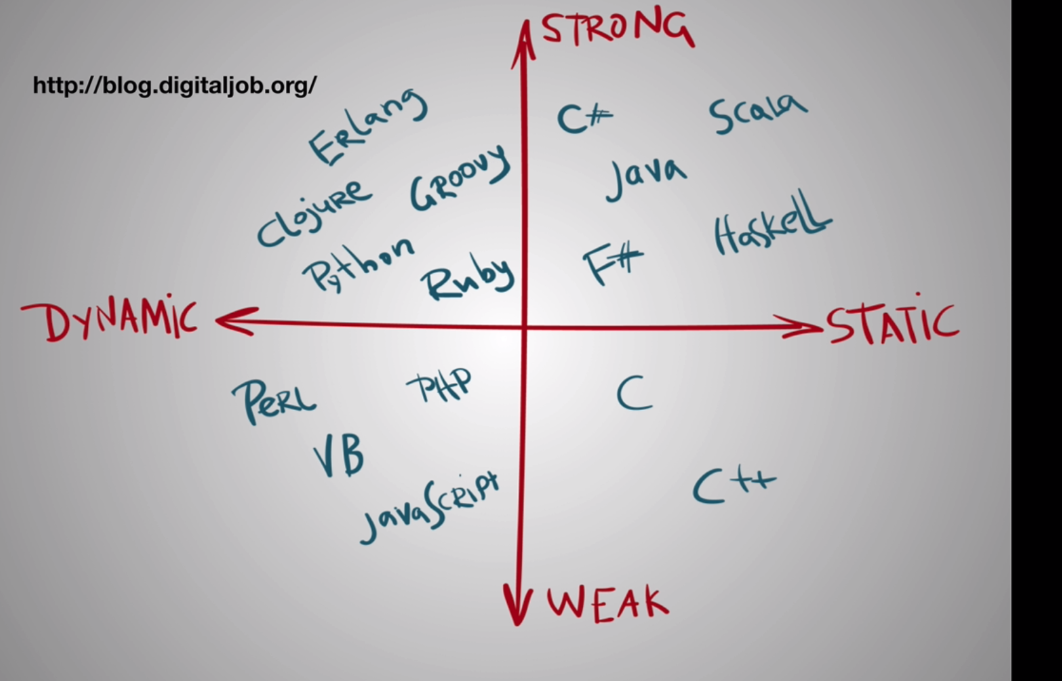 STRONG
http://blog.digitaljob.org/
ERLang
C#
Scala
Clojure
GROOVY
Java
Python
Ruby
F#
Haskell
DYNAMIC
STATIC
PERL
PHP
C
VB
JavaScript
C++
WEAK